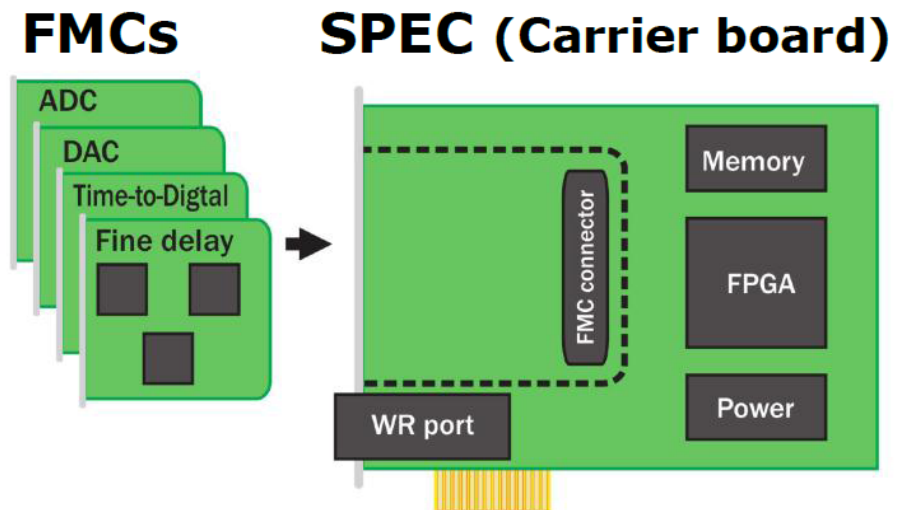 FMCs
SPEC (Carrier board)
ADC
DAC
Time-to-Digtal
Fine delay
FMC connector
Memory
FPGA
Power
WR port